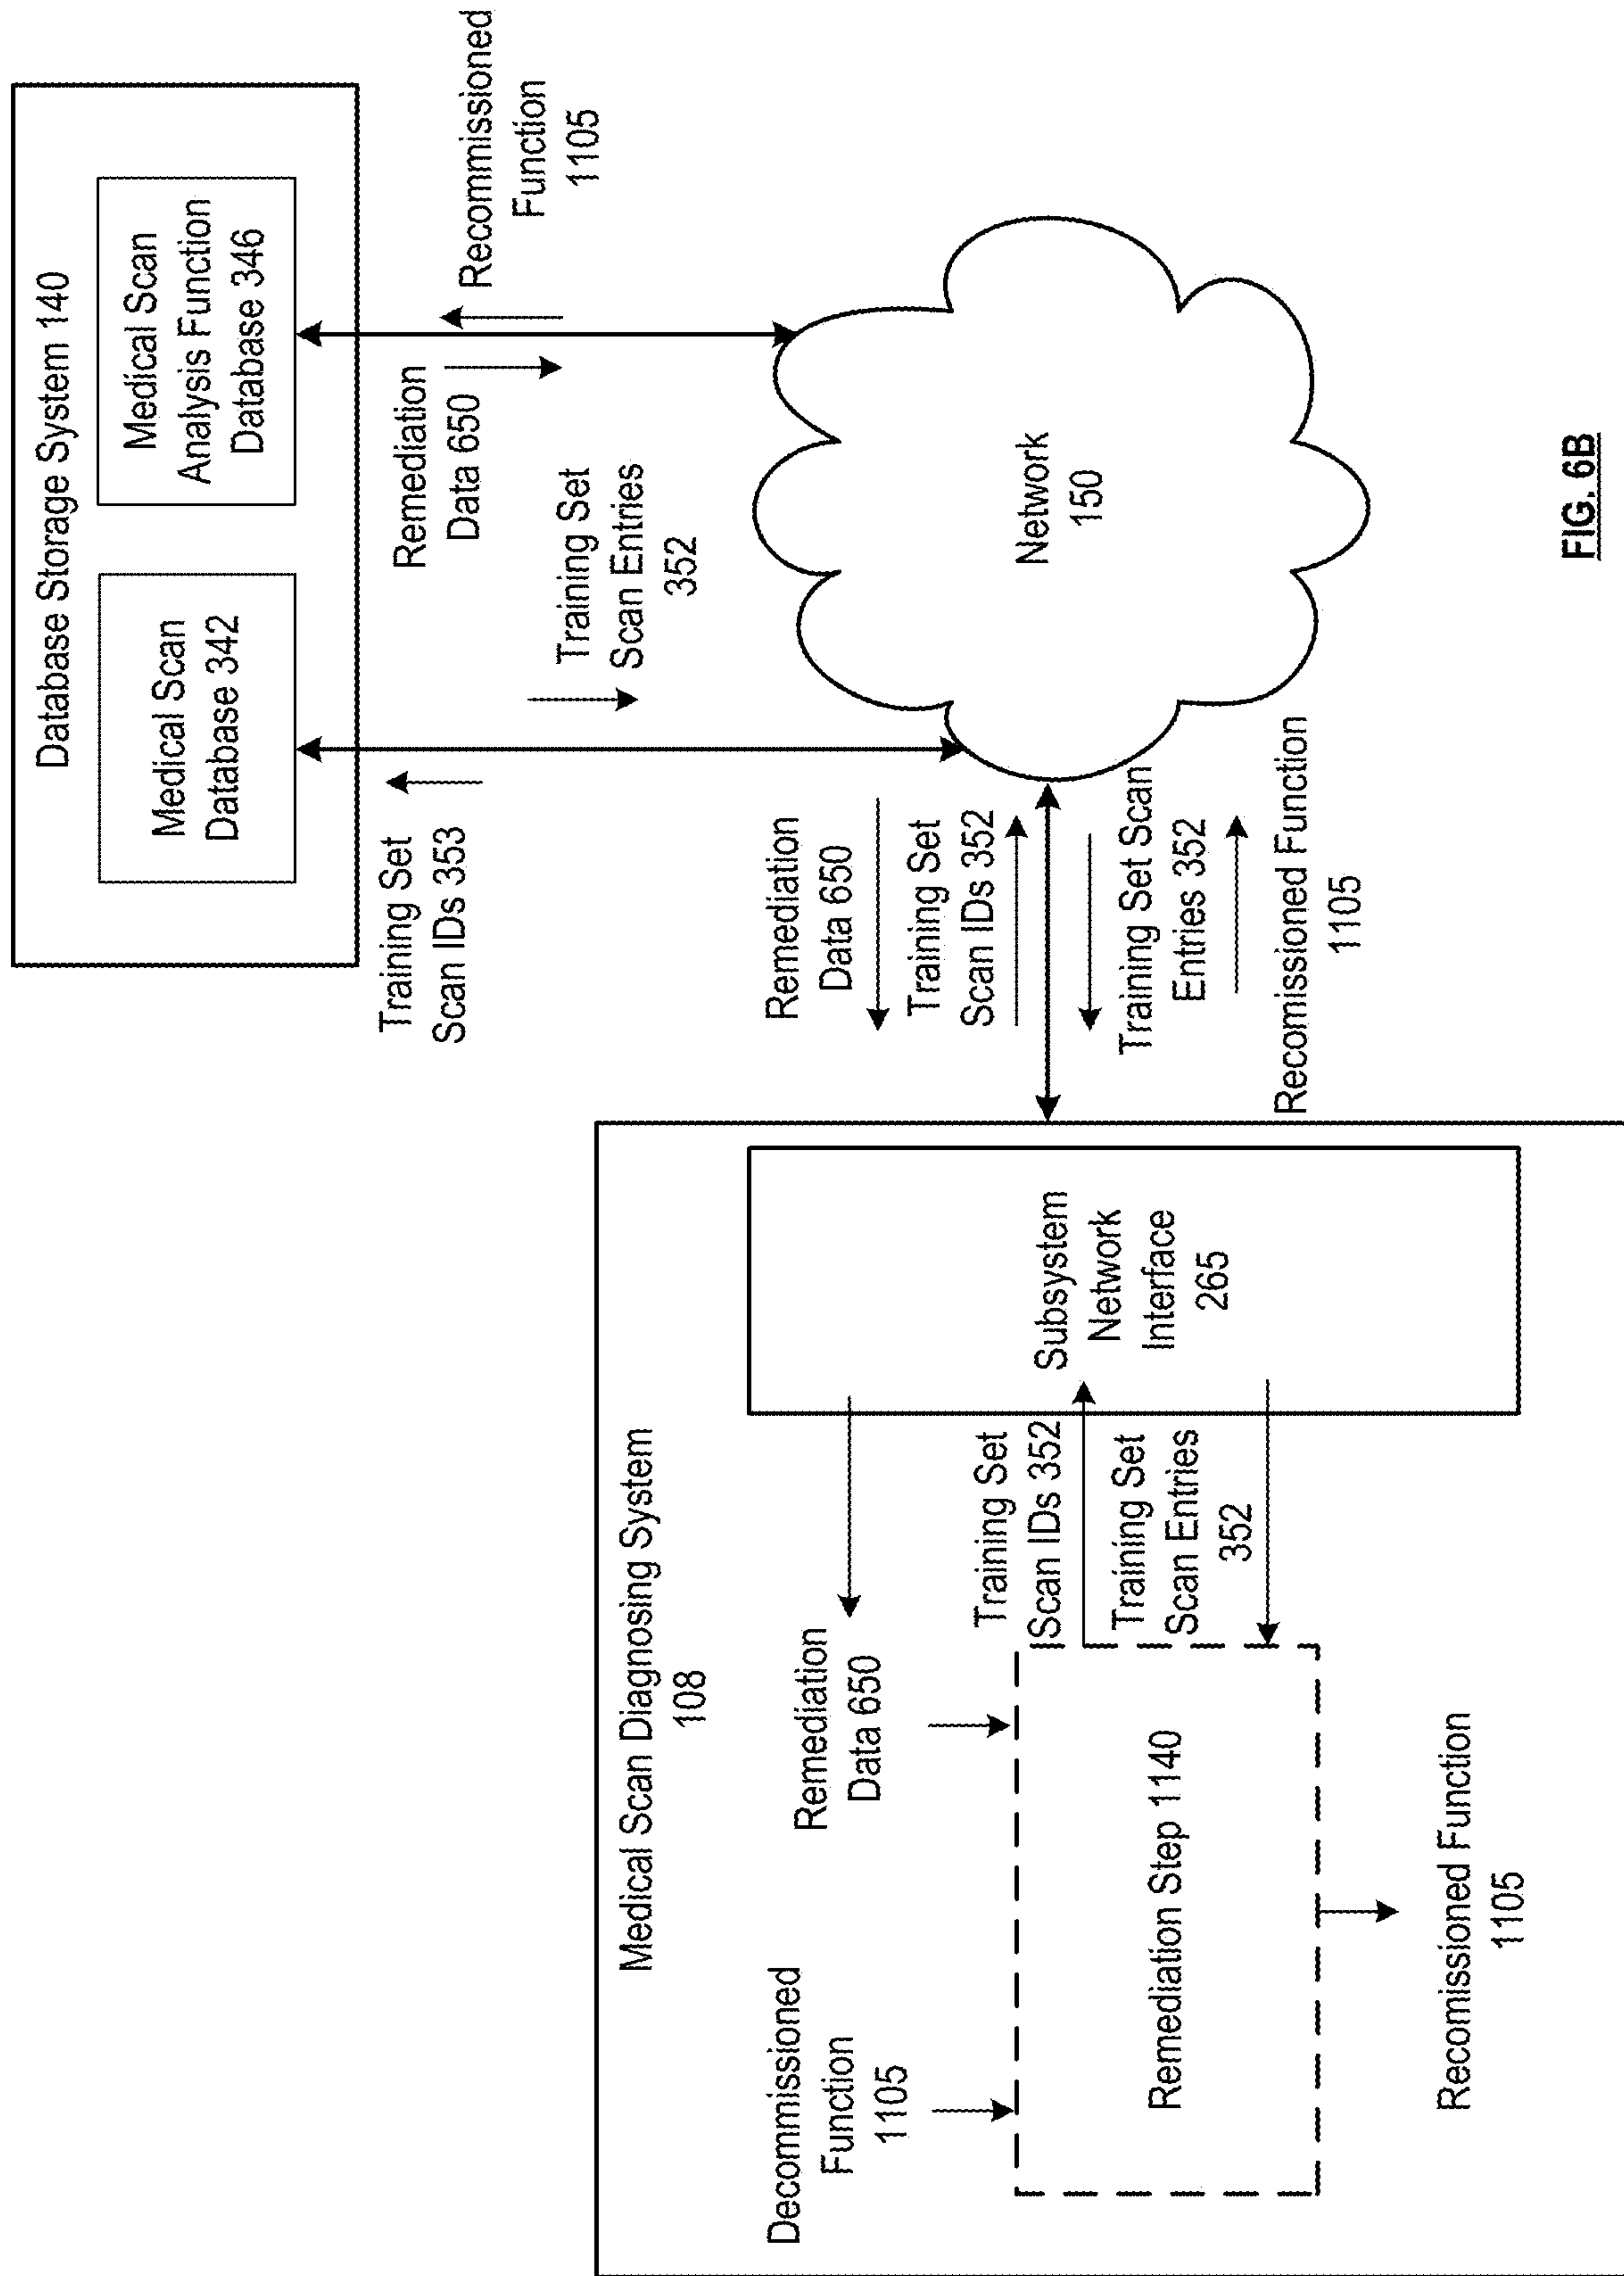 Database Storage System 140
Medical Scan
Database 342
Medical Scan
Analysis Function
Database 346
Training Set
Scan IDs 353
Training Set
Scan Entries
352
Remediation
Data 650
Recommissioned
Function
1105
Network
150
Remediation
Data 650
Training Set
Scan IDs 352
Training Set Scan
Entries 352
Recomissioned Function
1105
Medical Scan Diagnosing System
108
Decommissioned
Function
1105
Remediation
Data 650
Training Set
Scan IDs 352
Training Set
Scan Entries
352
Subsystem
Network
Interface
265
Remediation Step 1140
Recomissioned Function
1105
FIG. 6B